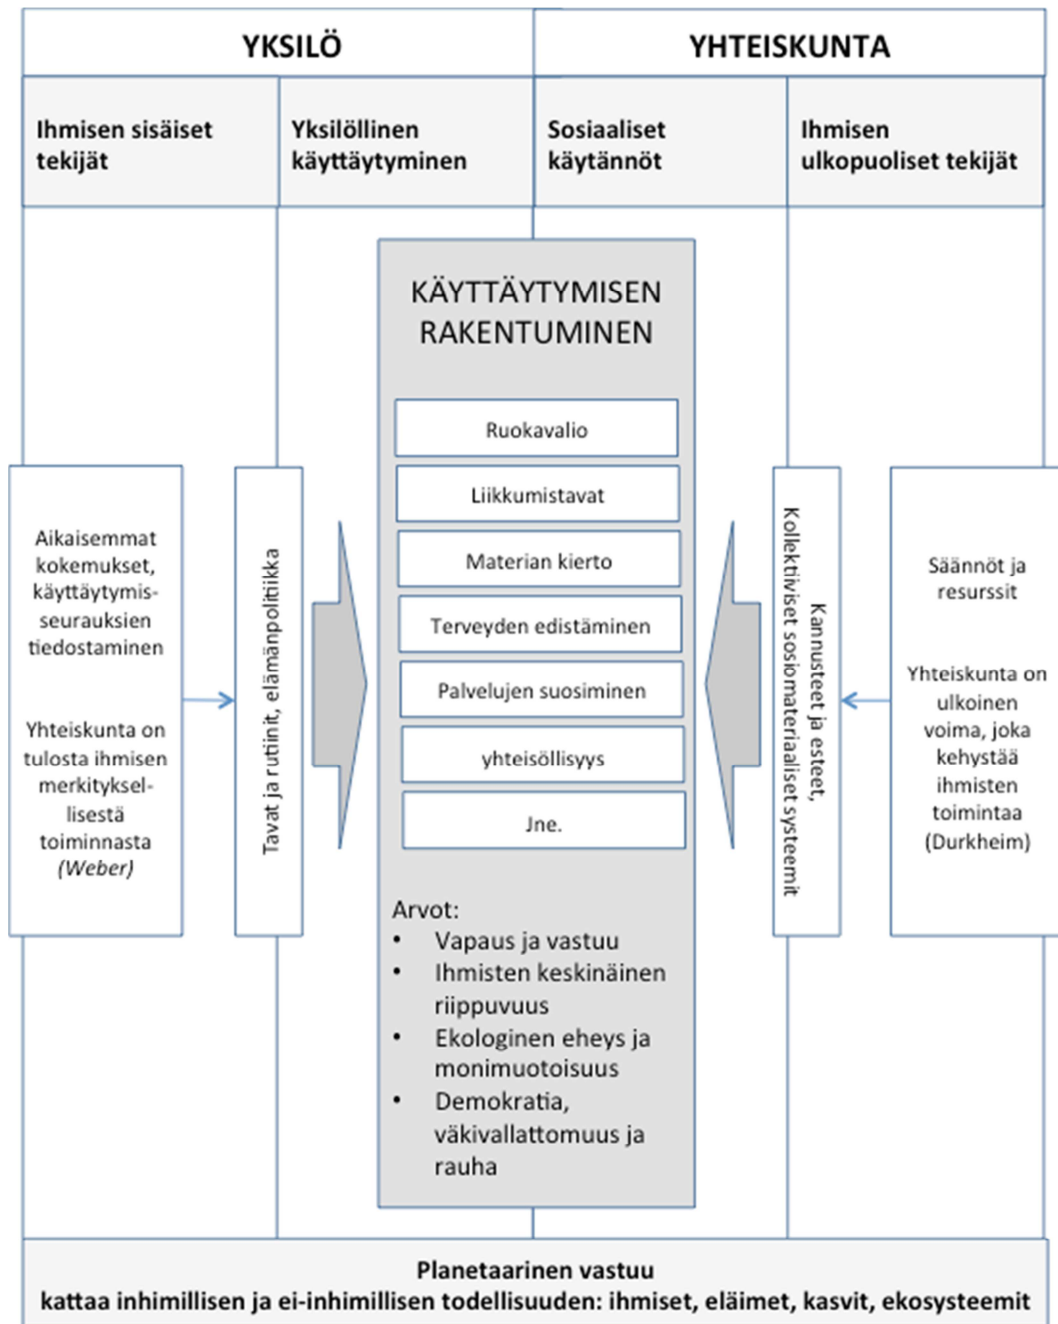 YKSILÖ
YHTEISKUNTA
Ihmisen sisäiset
tekijät
Yksilöllinen
käyttäytyminen
Sosiaaliset
käytännöt
Ihmisen
ulkopuoliset tekijät
Aikaisemmat
kokemukset,
käyttäytymis-
seurauksien
tiedostaminen
Yhteiskunta on
tulosta ihmisen
merkityksel-
lisestä
toiminnasta
(Weber)
Tavat ja rutiinit, elämänpolitiikka
KÄYTTÄYTYMISEN
RAKENTUMINEN
Ruokavalio
Liikkumistavat
Materian kierto
Terveyden edistäminen
Palvelujen suosiminen
yhteisöllisyys
Jne.
Arvot:
• Vapaus ja vastuu
• Ihmisten keskinäinen
riippuvuus
• Ekologinen eheys ja
monimuotoisuus
• Demokratia,
väkivallattomuus ja
rauha
Kannusteet ja esteet,
Kollektiiviset sosiomateriaaliset systeemit
Säännöt ja
resurssit
Yhteiskunta on
ulkoinen
voima, joka
kehystää
ihmisten
toimintaa
(Durkheim)
Planetaarinen vastuu
kattaa inhimillisen ja ei-inhimillisen todellisuuden: ihmiset, eläimet, kasvit, ekosysteemit